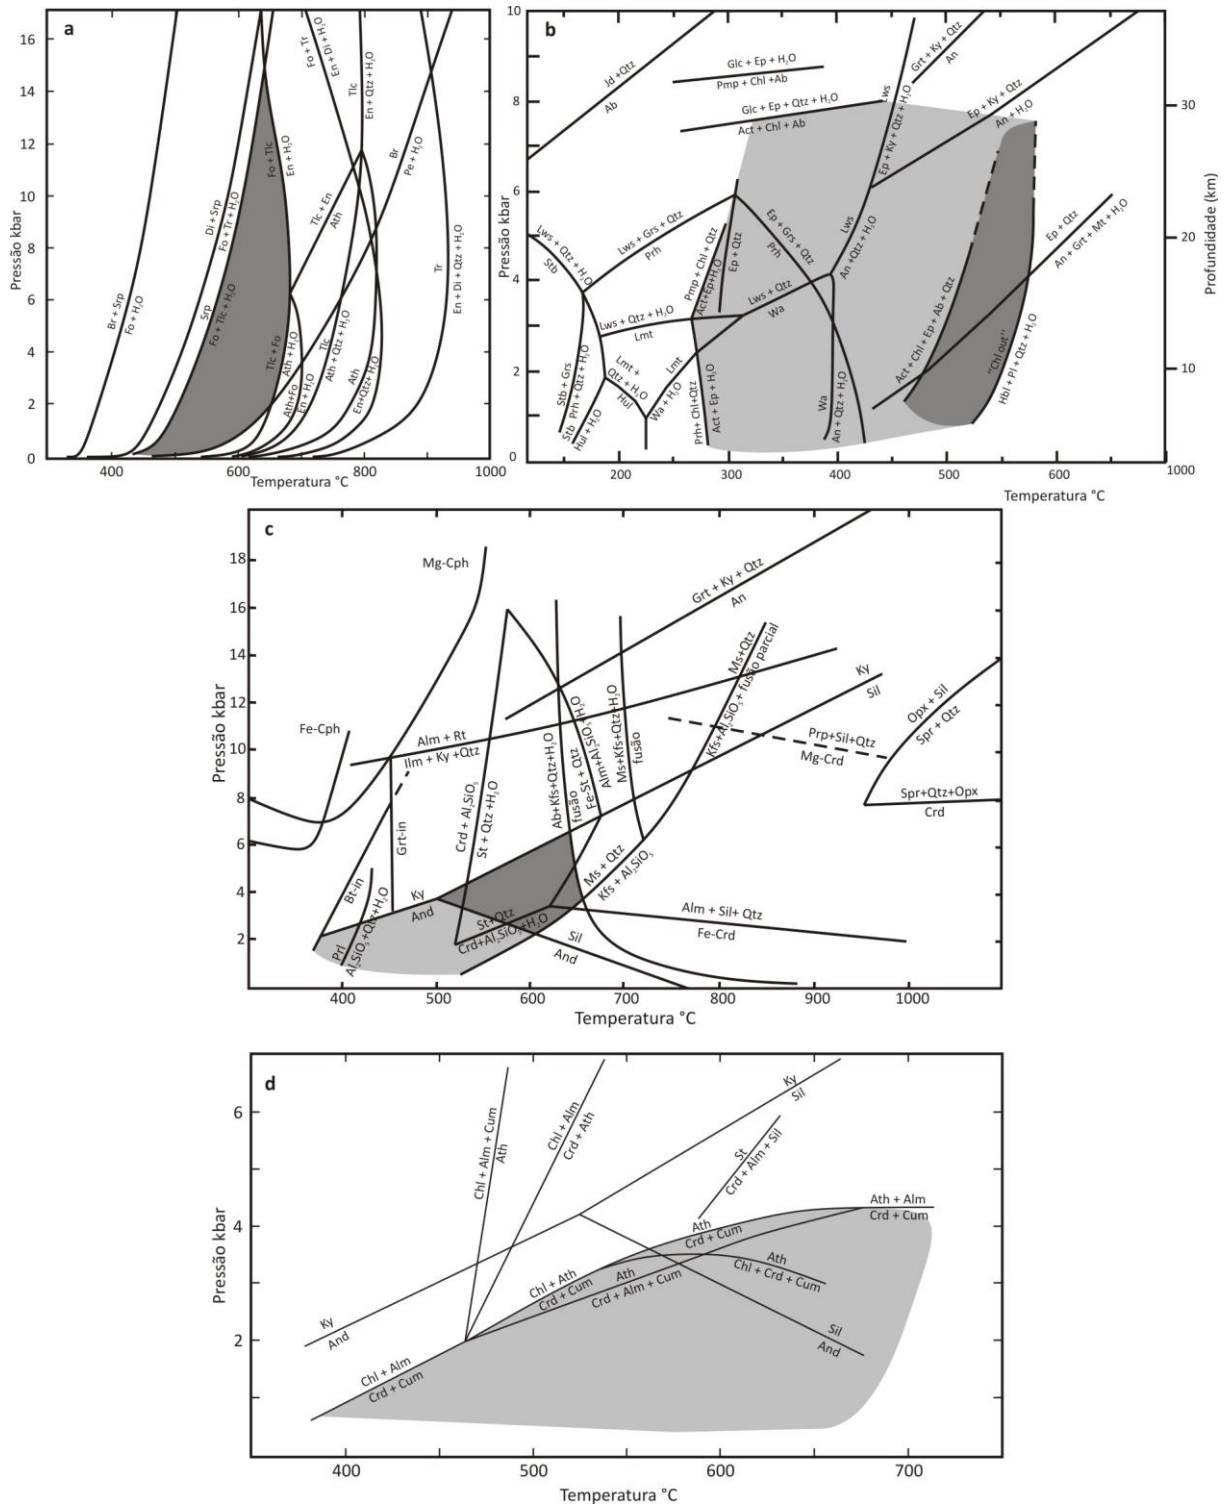 a
16
14
12
10
8
6
4
2
0
400
600
800
1000
Pressão kbar
Temperatura °C
Br + Srp
Fo + H₂O
Di + Srp
Fo + Tr + H₂O
Srp
Fo + Tlc + H₂O
Fo + Tlc
En + H₂O
Tlc + Fo
Ath + H₂O
Ath+Fo
En + H₂O
Tlc + En
Ath
Fo + Tr
En + Di + H₂O
Tlc
En + Qtz + H₂O
Tlc
Ath + Qtz + H₂O
Ath
En+Qtz+ H₂O
Br
Pe + H₂O
Tr
En + Di + Qtz + H₂O
b
10
8
6
4
2
0
200
300
400
500
600
1000
Pressão kbar
Temperatura °C
Profunidade (km)
30
20
10
Jd +Qtz
Ab
Glc + Ep + H₂O
Pmp + Chl +Ab
Glc + Ep + Qtz + H₂O
Act + Chl + Ab
Lws
Ep + Ky + Qtz + H₂O
Grt + Ky + Qtz
An
Ep + Ky + Qtz
An + H₂O
Lws + Qtz + H₂O
Stb
Lws + Grs + Qtz
Prh
Ep + Grs + Qtz
Prh
Lws
An +Qtz + H₂O
Pmp + Chl + Qtz
Act+Ep+H₂O
Ep + Qtz
Lws + Qtz + H₂O
Lmt
Lws + Qtz
Wa
Ep + Qtz
An + Grt + Mt + H₂O
Stb + Grs
Prh + Qtz + H₂O
Stb
Hul + H₂O
Lmt +
Qtz + H₂O
Hul
Lmt
Wa + H₂O
Prh+ Chl+Qtz
Act + Ep + H₂O
Wa
An + Qtz + H₂O
Act + Chl + Ep + Ab + Qtz
"Chl out"
Hbl + Pl + Qtz + H₂O
c
18
16
14
12
10
8
6
4
2
400
500
600
700
800
900
1000
Pressão kbar
Temperatura °C
Mg-Cph
Fe-Cph
Alm + Rt
Ilm + Ky +Qtz
Grt-in
Bt-in
Prl
Al₂SiO₅+Qtz+H₂O
Crd + Al₂SiO₅
St + Qtz +H₂O
Ab+Kfs+Qtz+H₂O
fusão
Fe-St + Qtz
Alm+Al₂SiO₅+H₂O
Ms+Kfs+Qtz+H₂O
fusão
Grt + Ky + Qtz
An
Ms+Qtz
Kfs+Al₂SiO₅+ fusão parcial
Ky
Sil
Prp+Sil+Qtz
Mg-Crd
Opx + Sil
Spr + Qtz
Spr+Qtz+Opx
Crd
Ky
And
St+Qtz
Crd+Al₂SiO₅+H₂O
Ms + Qtz
Kfs + Al₂SiO₅
Alm + Sil+ Qtz
Fe-Crd
Sil
And
d
6
4
2
400
500
600
700
Pressão kbar
Temperatura °C
Chl + Alm + Cum
Ath
Chl + Alm
Crd + Ath
Ky
Sil
St
Crd + Alm + Sil
Ath + Alm
Crd + Cum
Ath
Crd + Cum
Chl + Ath
Crd + Cum
Ath
Crd + Alm + Cum
Ath
Chl + Crd + Cum
Ky
And
Sil
And
Chl + Alm
Crd + Cum